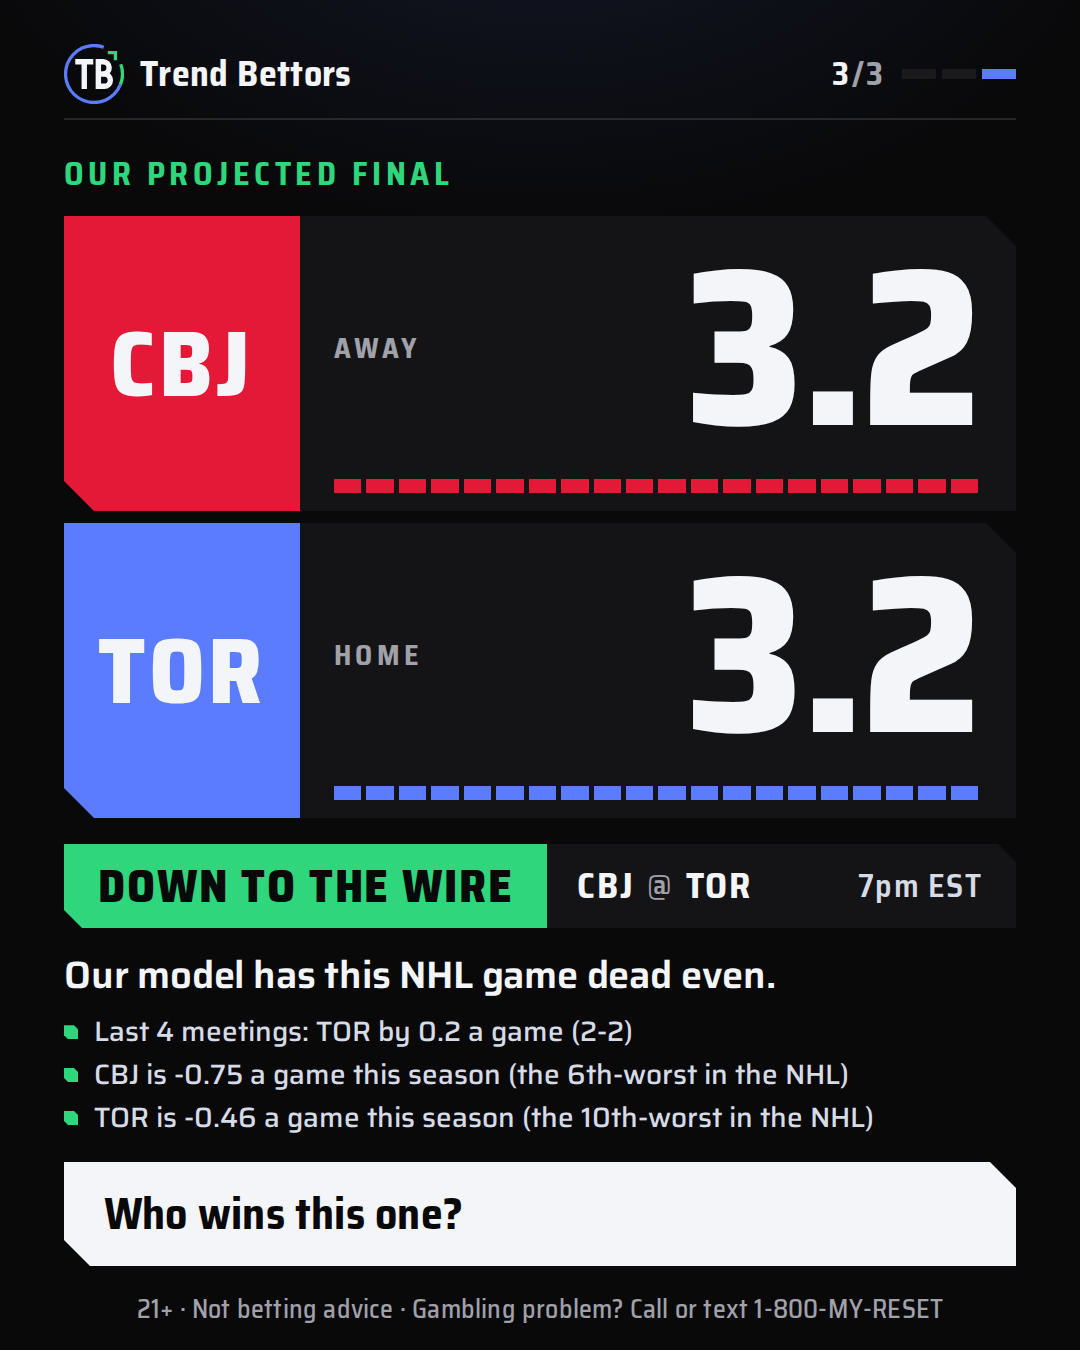 TB Trend Bettors
3/3
OUR PROJECTED FINAL
CBJ
AWAY
3.2
TOR
HOME
3.2
DOWN TO THE WIRE
CBJ @ TOR
7pm EST
Our model has this NHL game dead even.
Last 4 meetings: TOR by 0.2 a game (2-2)
CBJ is -0.75 a game this season (the 6th-worst in the NHL)
TOR is -0.46 a game this season (the 10th-worst in the NHL)
Who wins this one?
21+ · Not betting advice · Gambling problem? Call or text 1-800-MY-RESET